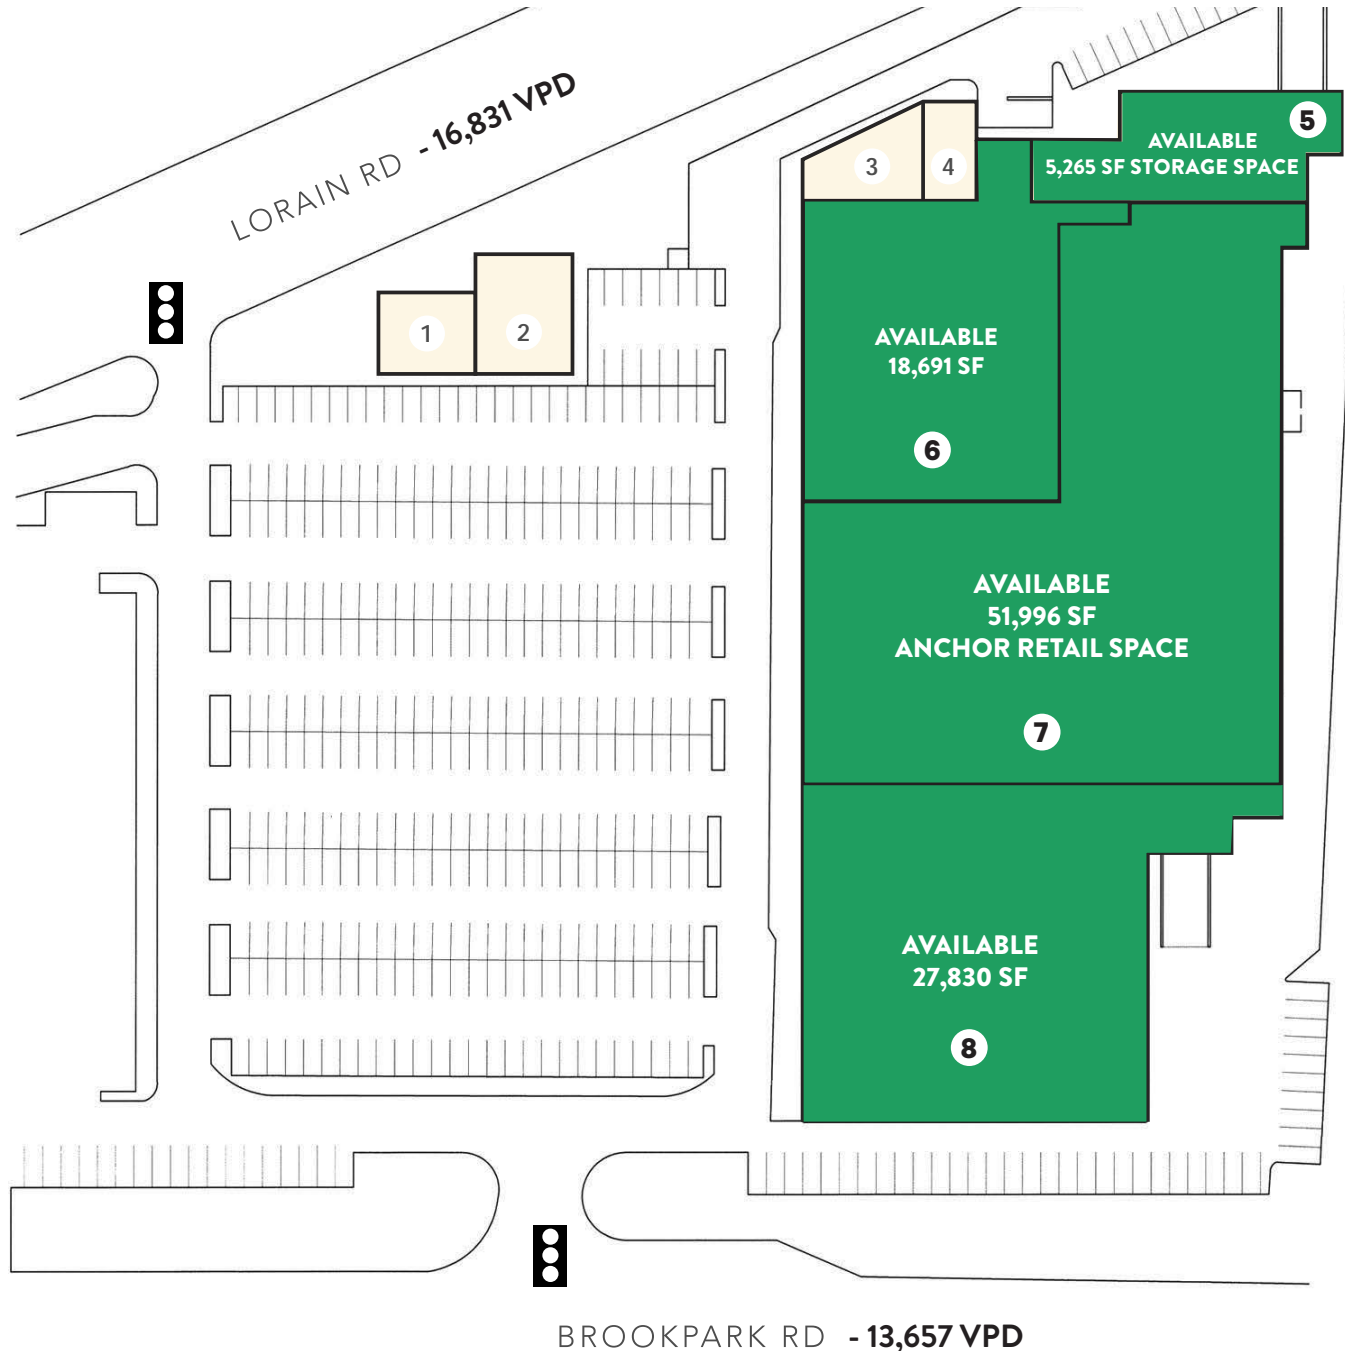 LORAIN RD - 16,831 VPD
5
AVAILABLE
5,265 SF STORAGE SPACE
3
4
1
2
AVAILABLE
18,691 SF
6
AVAILABLE
51,996 SF
ANCHOR RETAIL SPACE
7
AVAILABLE
27,830 SF
8
BROOKPARK RD - 13,657 VPD